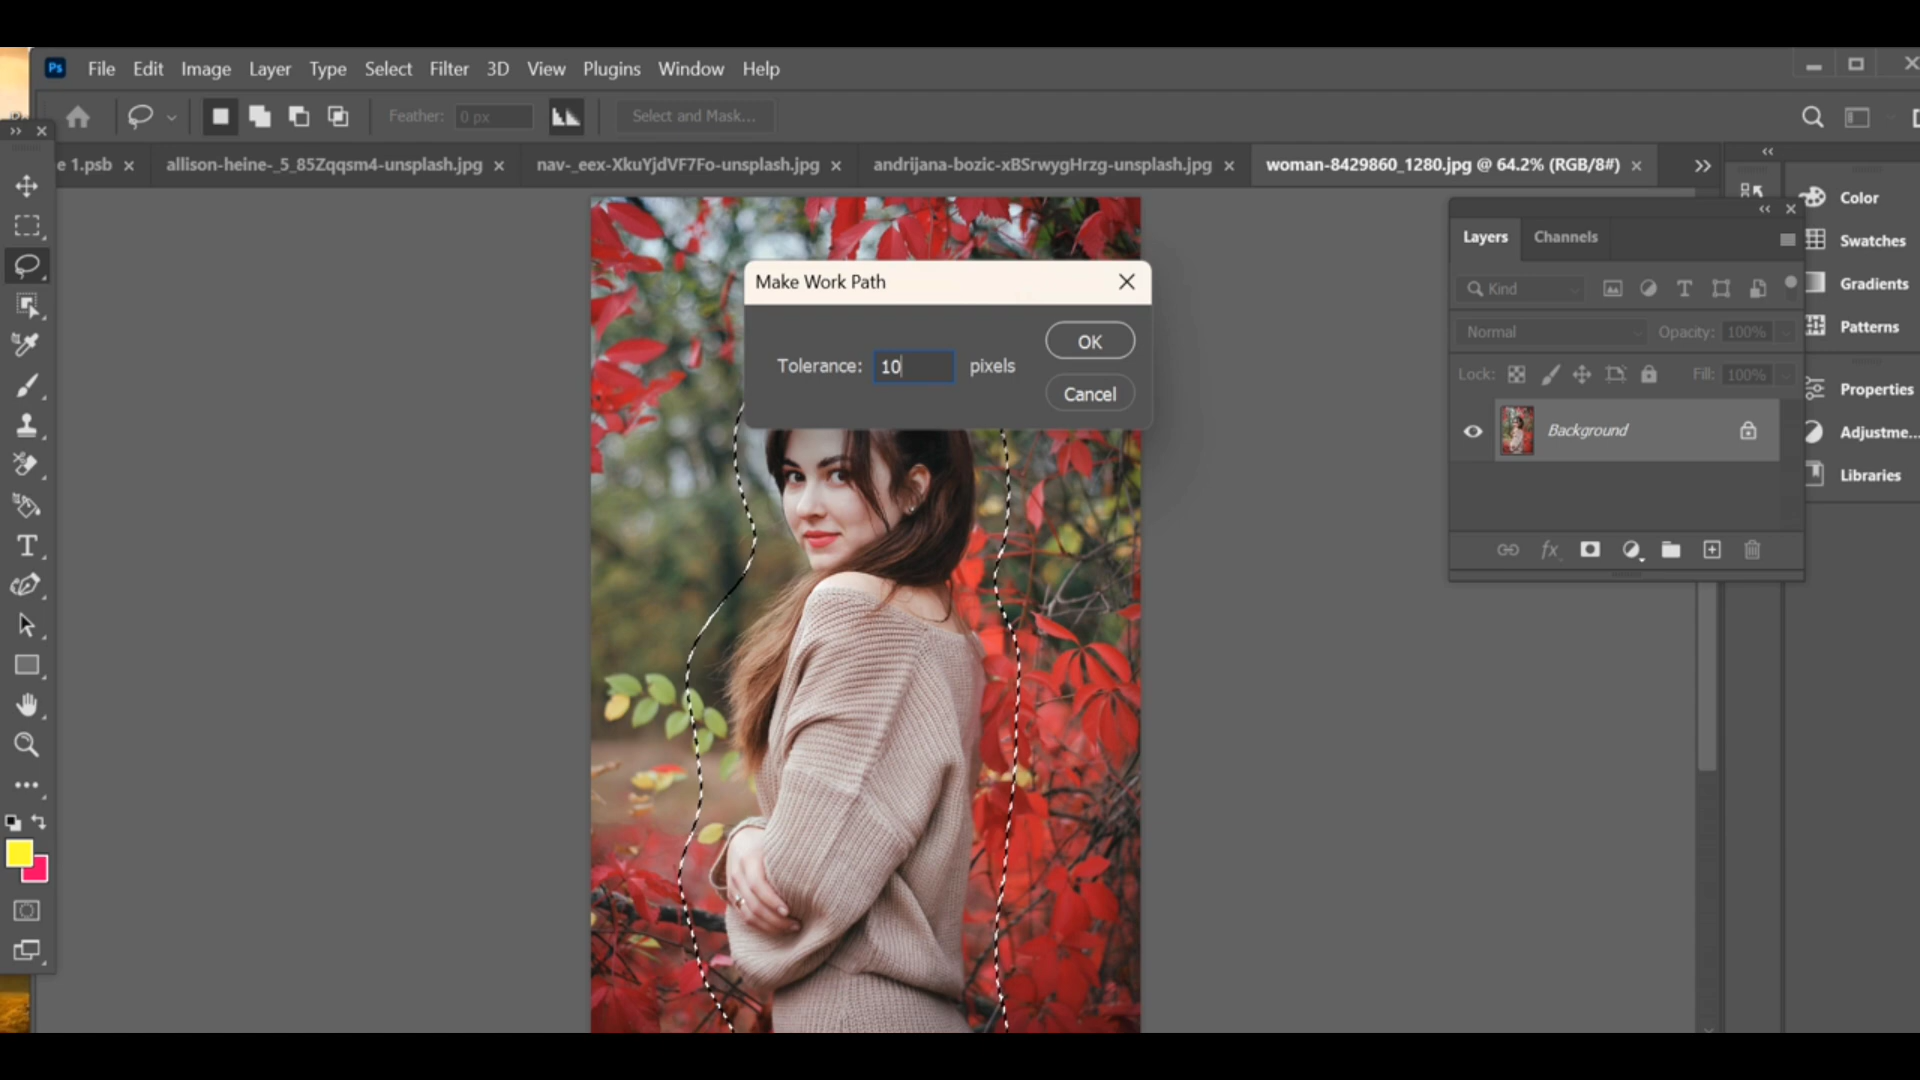 Ps File Edit Image Layer Type Select Filter 3D View Plugins Window Help
Feather: 0 px Select and Mask...
e 1.psb × allison-heine-_5_85Zqqsm4-unsplash.jpg × nav-_eex-XkuYjdVF7Fo-unsplash.jpg × andrijana-bozic-xBSrwygHrzg-unsplash.jpg × woman-8429860_1280.jpg @ 64.2% (RGB/8#) ×
Make Work Path
Tolerance: 10 pixels
OK
Cancel
Layers Channels
Kind
Normal Opacity: 100%
Lock: Fill: 100%
Background
fx
Color
Swatches
Gradients
Patterns
Properties
Adjustme...
Libraries